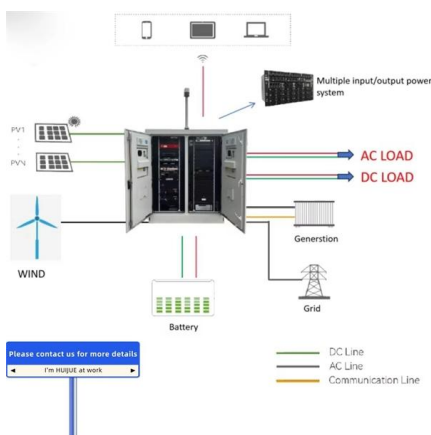 Multiple input/output power
system
PV1
PVN
AC LOAD
DC LOAD
WIND
Generstion
Battery
Grid
Please contact us for more details
I'm HUIJUE at work
DC Line
AC Line
Communication Line